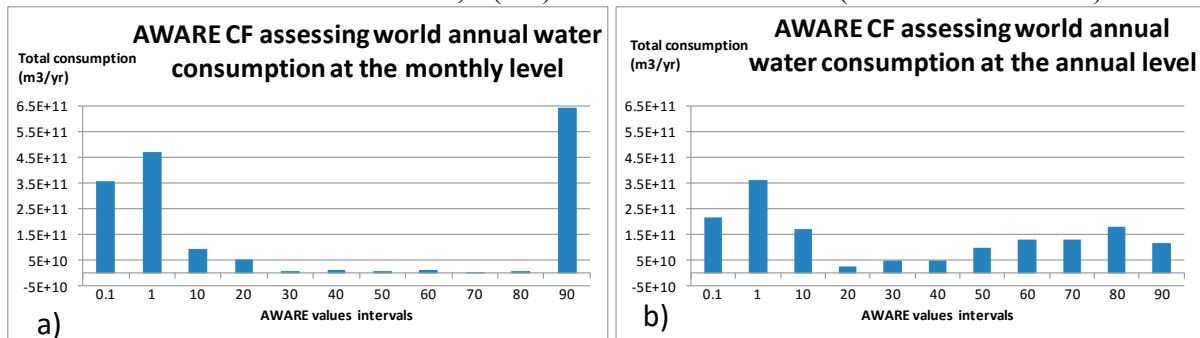 AWARE CF assessing world annual water
consumption at the monthly level
Total consumption
(m3/yr)
6.5E+11
5.5E+11
4.5E+11
3.5E+11
2.5E+11
1.5E+11
5E+10
-5E+10
0.1 1 10 20 30 40 50 60 70 80 90
AWARE values intervals
a)
AWARE CF assessing world annual
water consumption at the annual level
Total consumption
(m3/yr)
6.5E+11
5.5E+11
4.5E+11
3.5E+11
2.5E+11
1.5E+11
5E+10
-5E+10
0.1 1 10 20 30 40 50 60 70 80 90
AWARE values intervals
b)